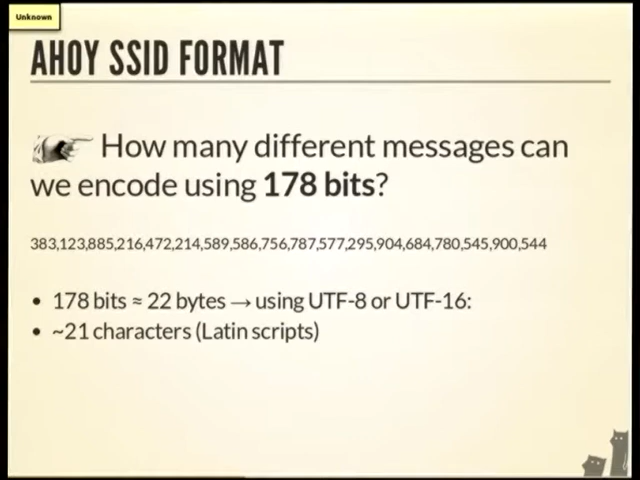 Unknown
AHOY SSID FORMAT
How many different messages can
we encode using 178 bits?
383,123,885,216,472,214,589,586,756,787,577,295,904,684,780,545,900,544
• 178 bits ≈ 22 bytes → using UTF-8 or UTF-16:
• ~21 characters (Latin scripts)